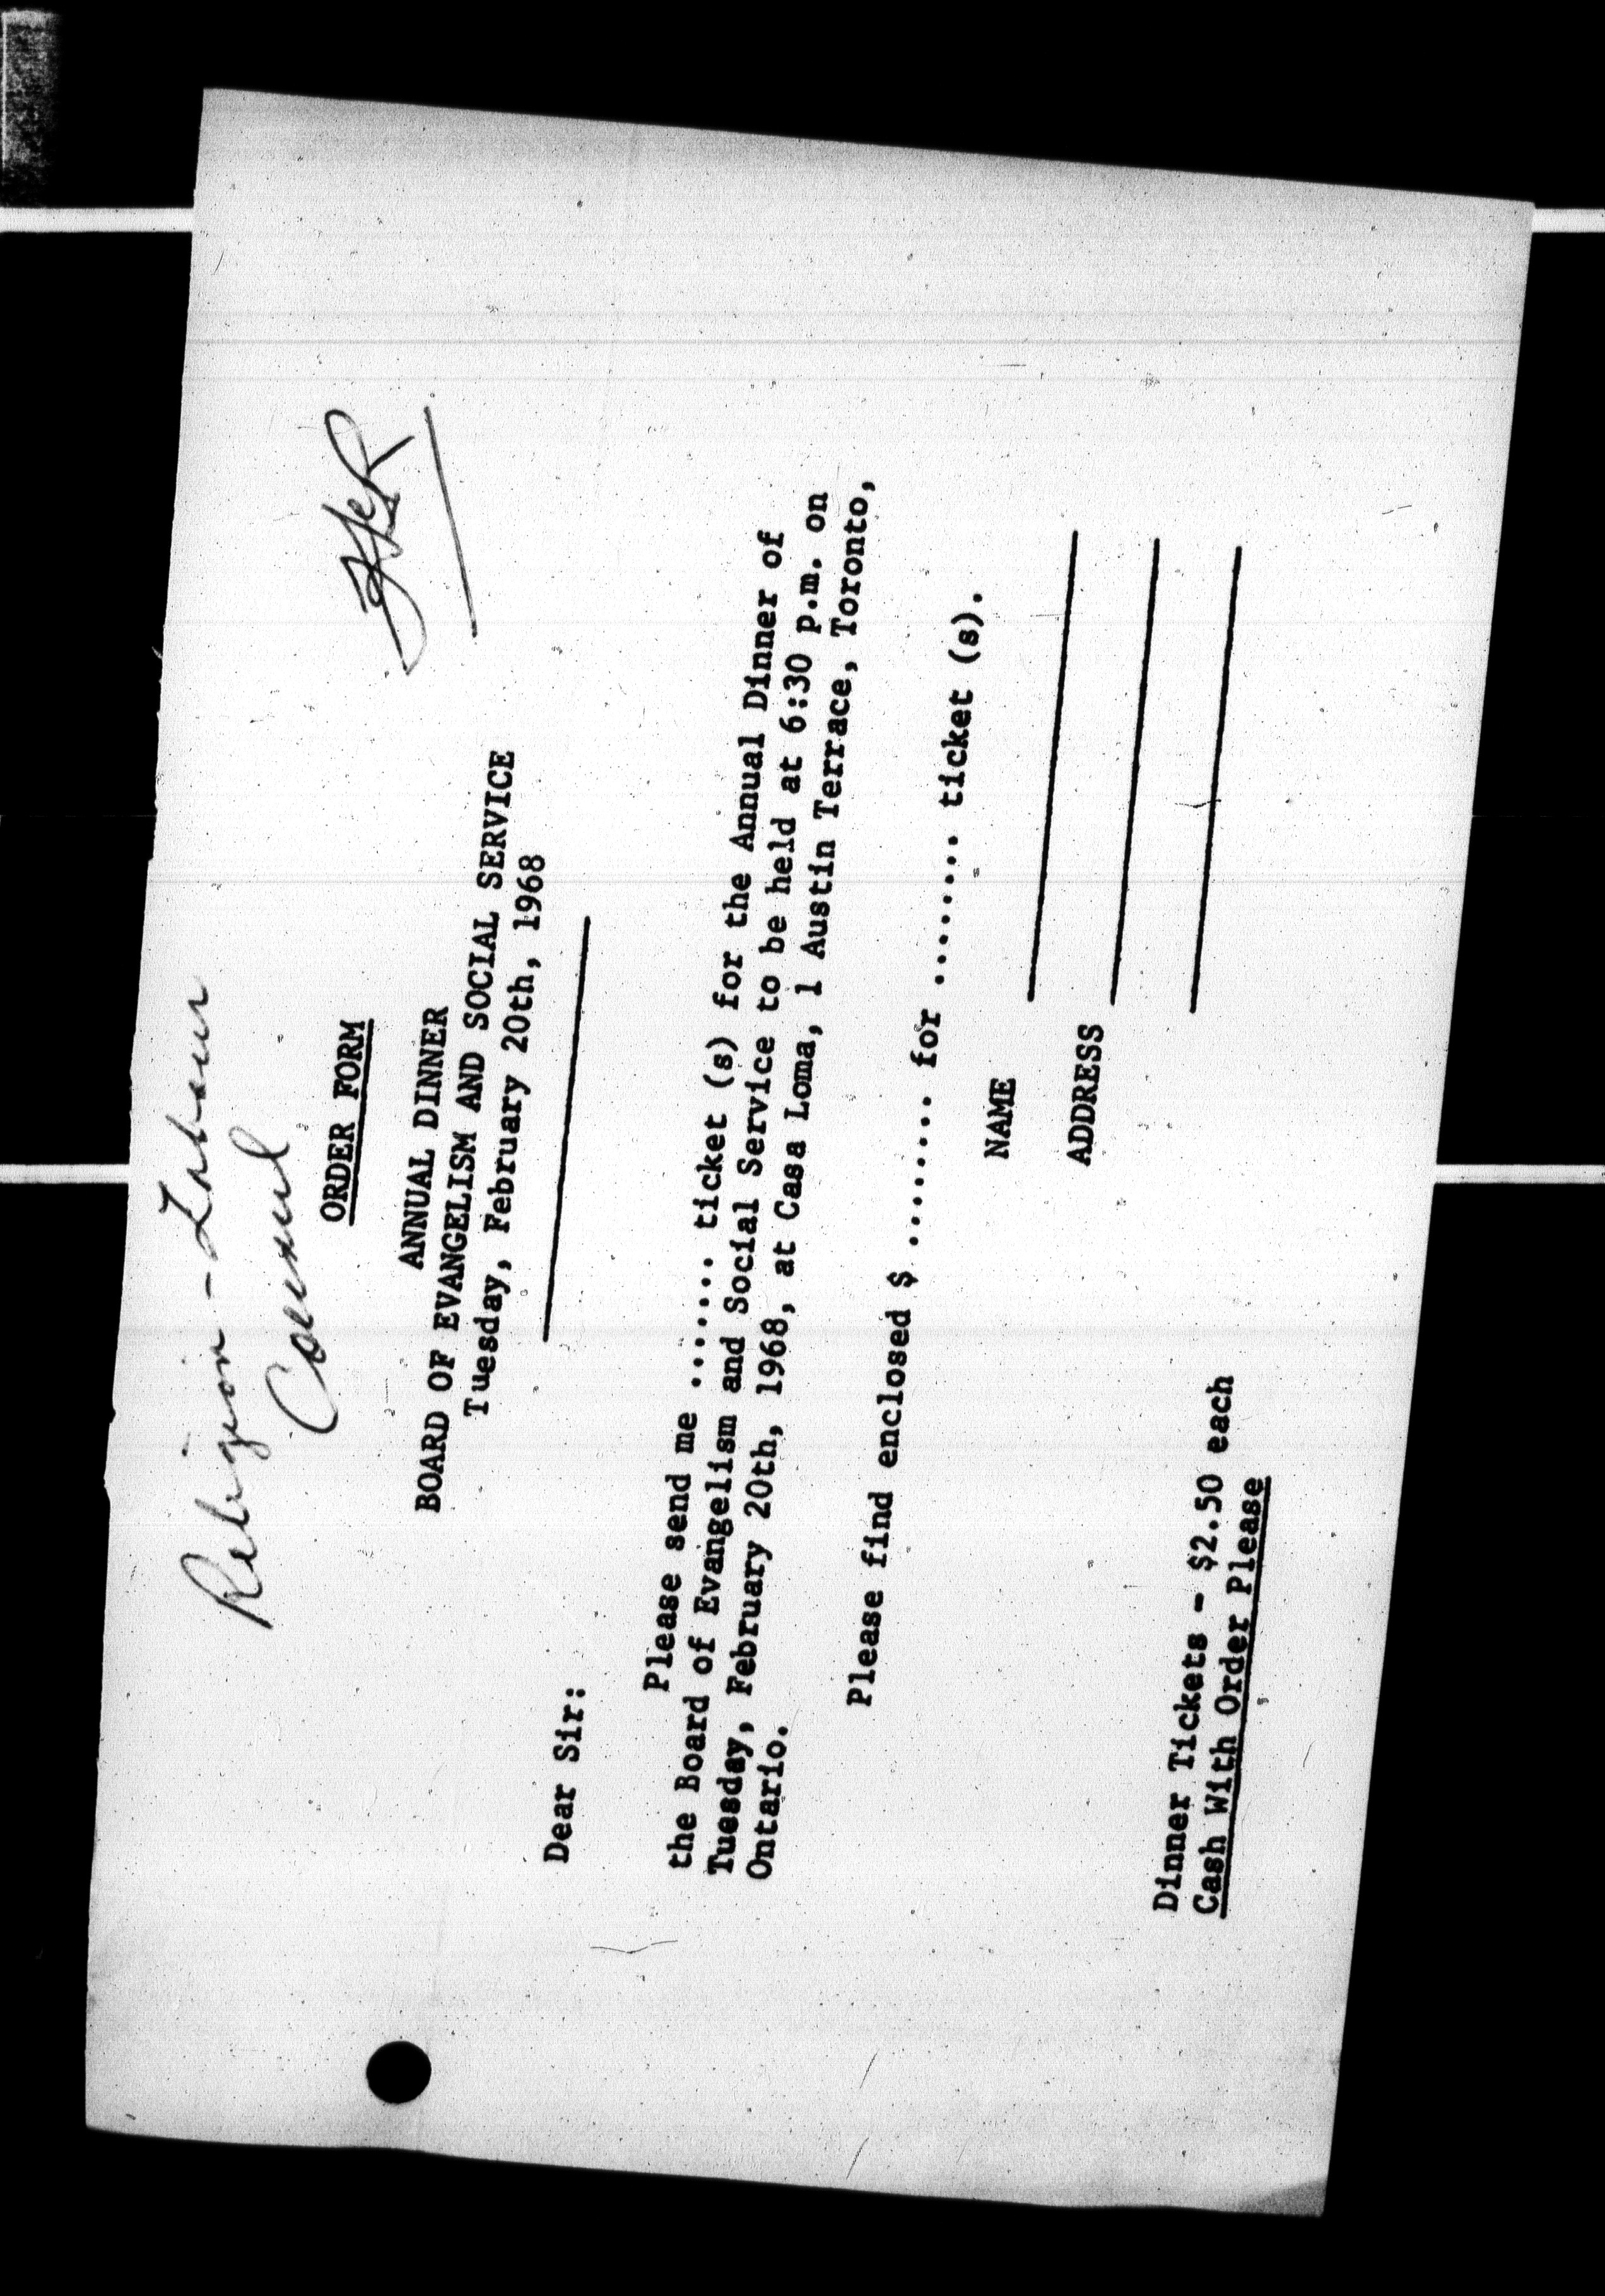 Religion - Labour
Council
ORDER FORM
ANNUAL DINNER
BOARD OF EVANGELISM AND SOCIAL SERVICE
Tuesday, February 20th, 1968
Dear Sir:
Please send me ....... ticket (s) for the Annual Dinner of
the Board of Evangelism and Social Service to be held at 6:30 p.m. on
Tuesday, February 20th, 1968, at Casa Loma, 1 Austin Terrace, Toronto,
Ontario.
Please find enclosed $ ........ for ........ ticket (s).
NAME
ADDRESS
Dinner Tickets - $2.50 each
Cash With Order Please